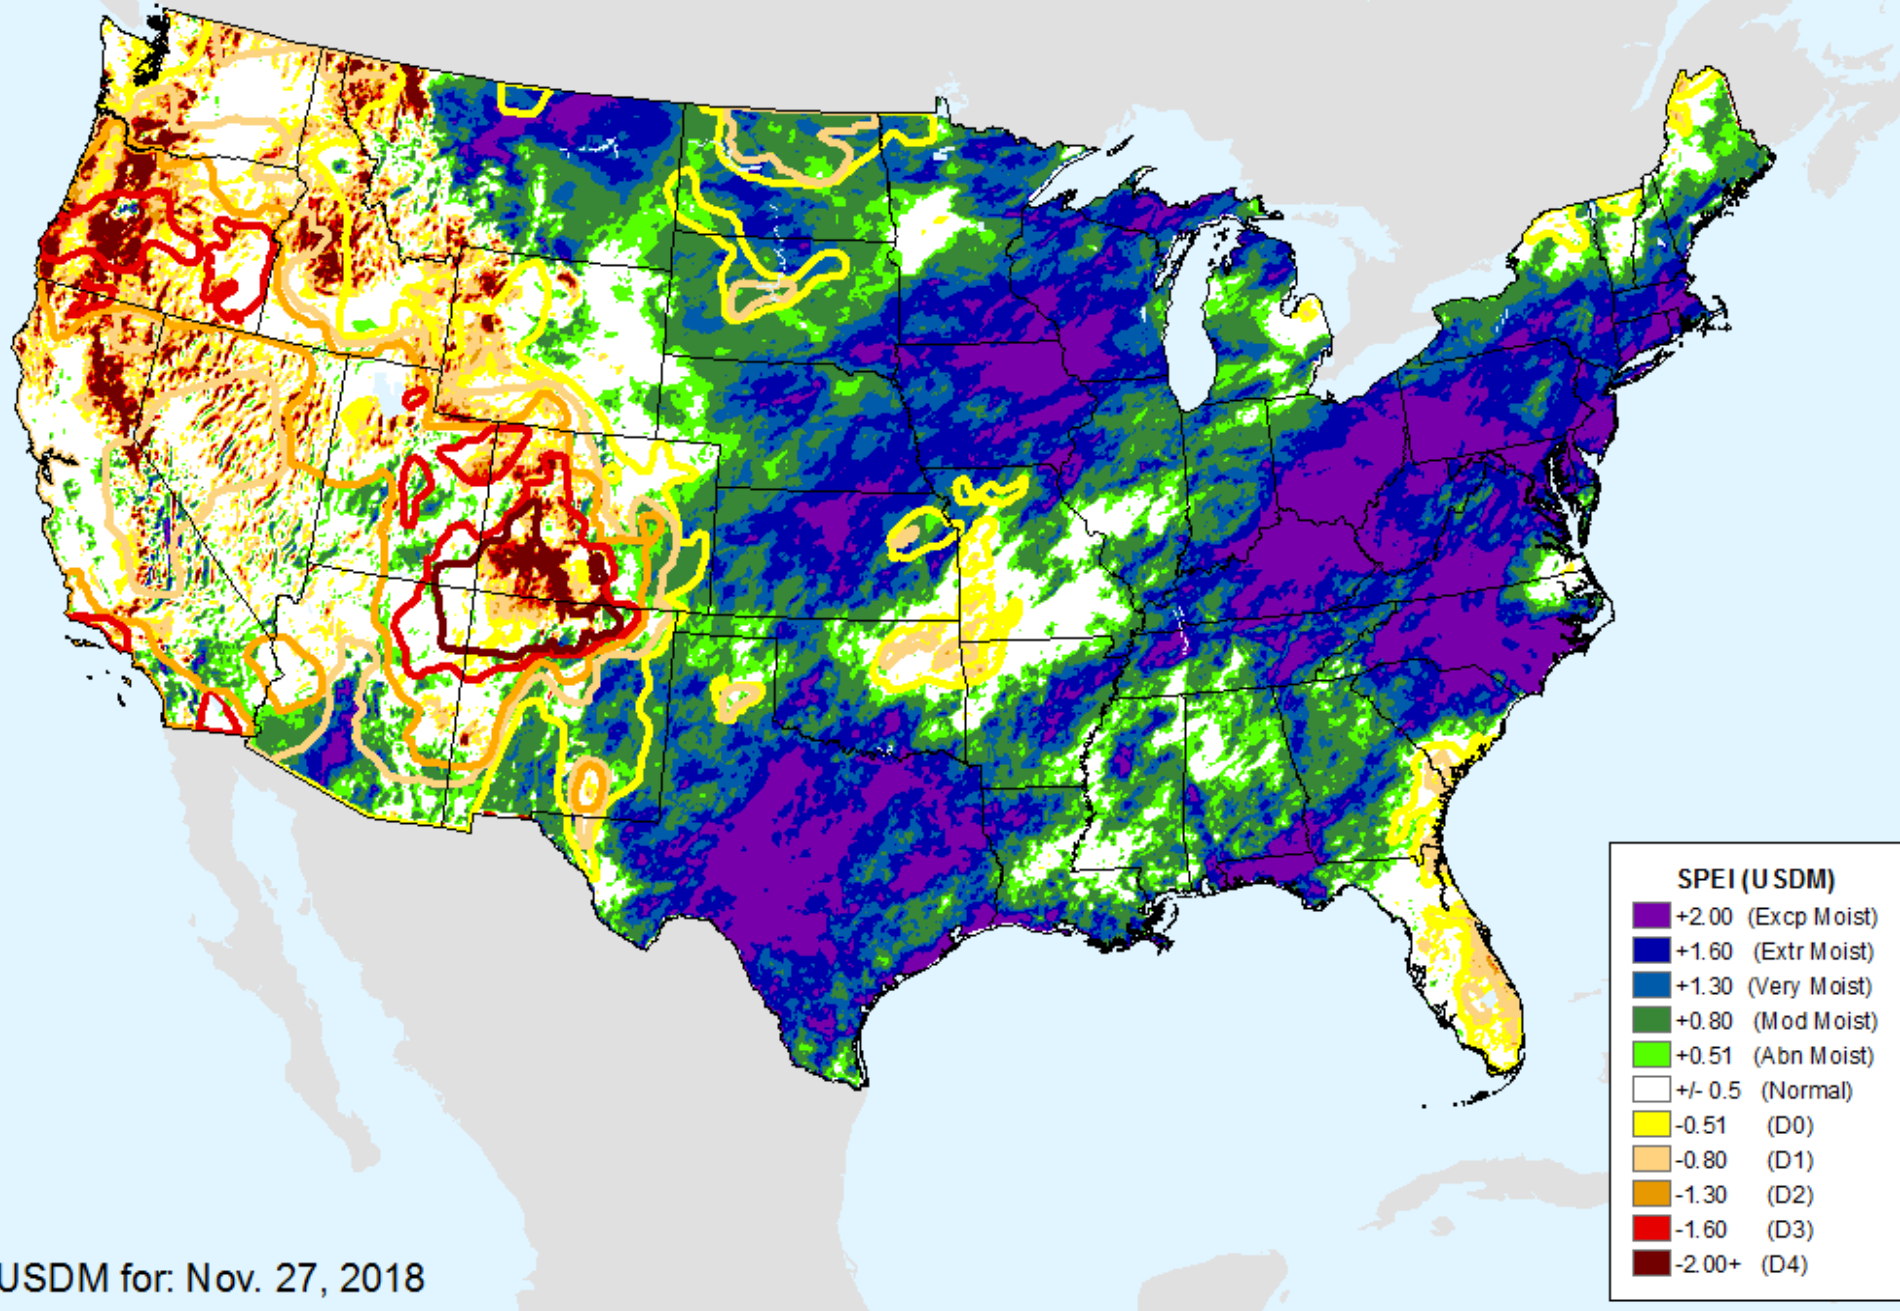 SPEI (USDM)
+2.00 (Excp Moist)
+1.60 (Extr Moist)
+1.30 (Very Moist)
+0.80 (Mod Moist)
+0.51 (Abn Moist)
+/- 0.5 (Normal)
-0.51 (D0)
-0.80 (D1)
-1.30 (D2)
-1.60 (D3)
-2.00+ (D4)
USDM for: Nov. 27, 2018